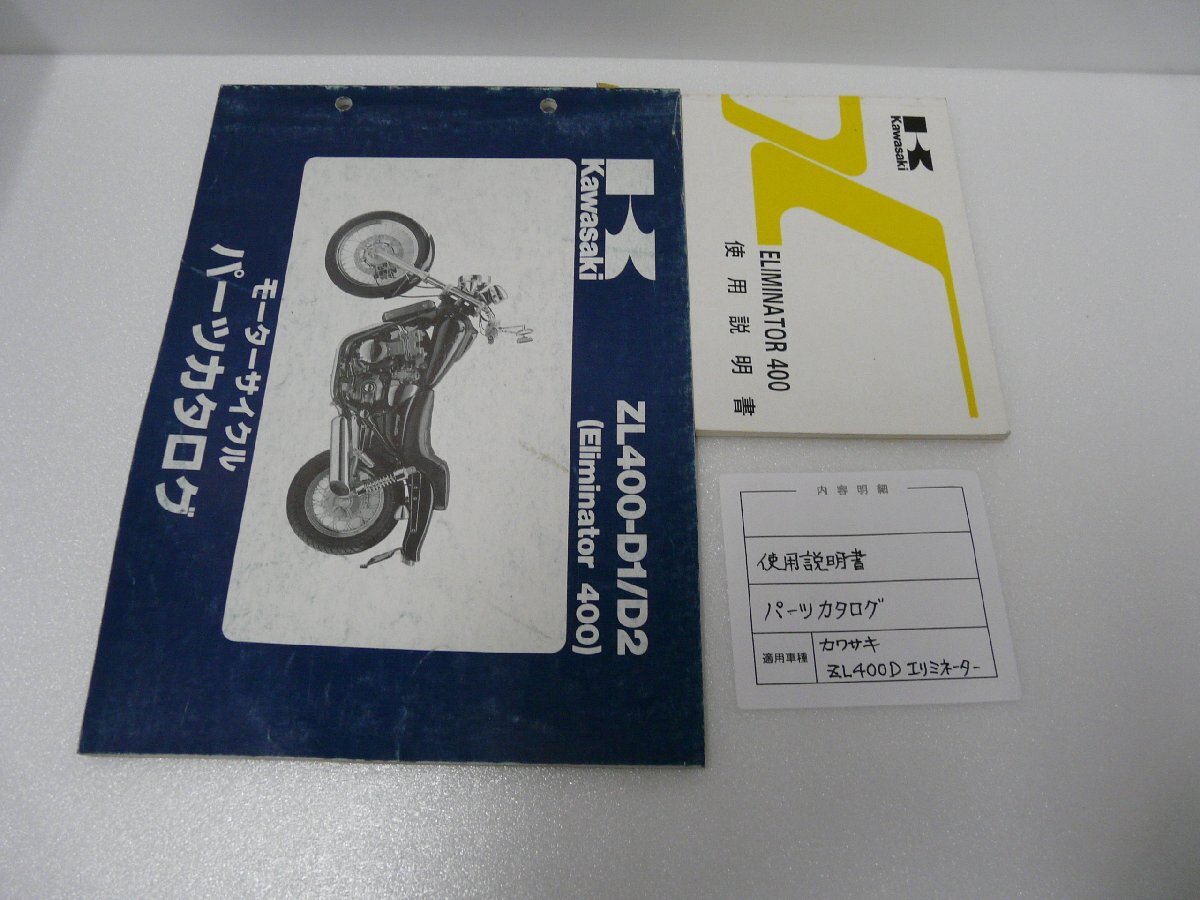 Kawasaki
ZL400-D1/D2
(Eliminator 400)
モーターサイクル
パーツカタログ
Kawasaki
ELIMINATOR 400
使用説明書
内容明細
使用説明書
パーツカタログ
適用車種
カワサキ
ZL400D エリミネーター